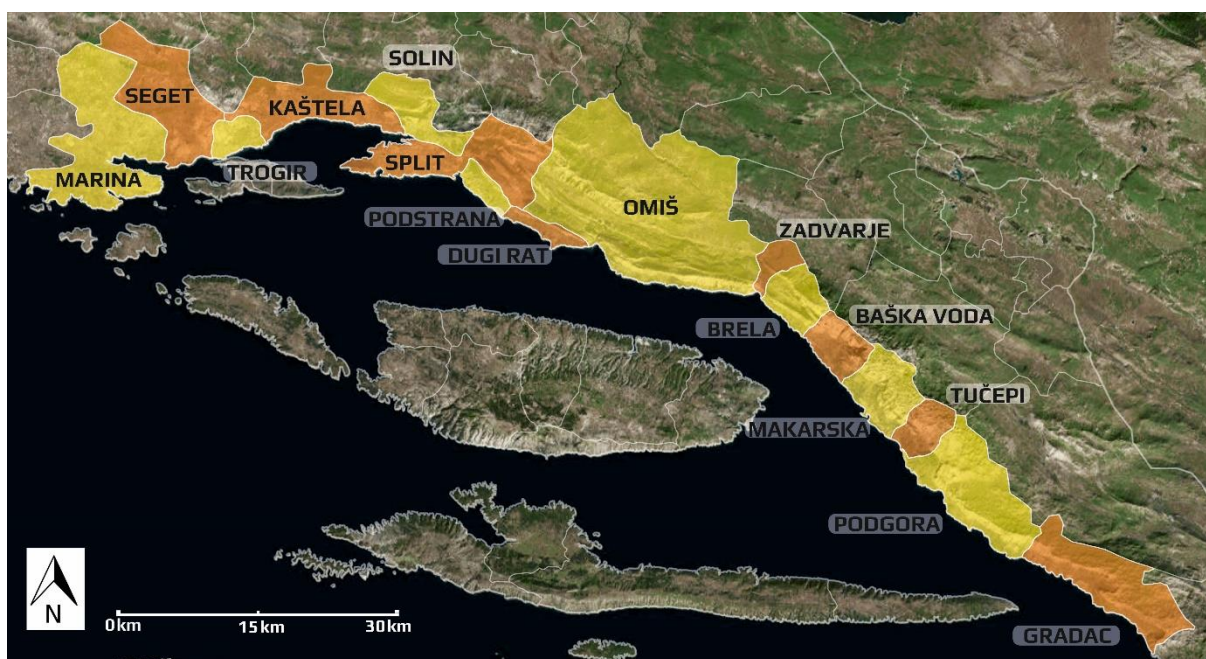 SOLIN
SEGET
KAŠTELA
SPLIT
TROGIR
MARINA
OMIŠ
PODSTRANA
ZADVARJE
DUGI RAT
BAŠKA VODA
BRELA
TUČEPI
MAKARSKA
PODGORA
N
0km
15km
30km
GRADAC